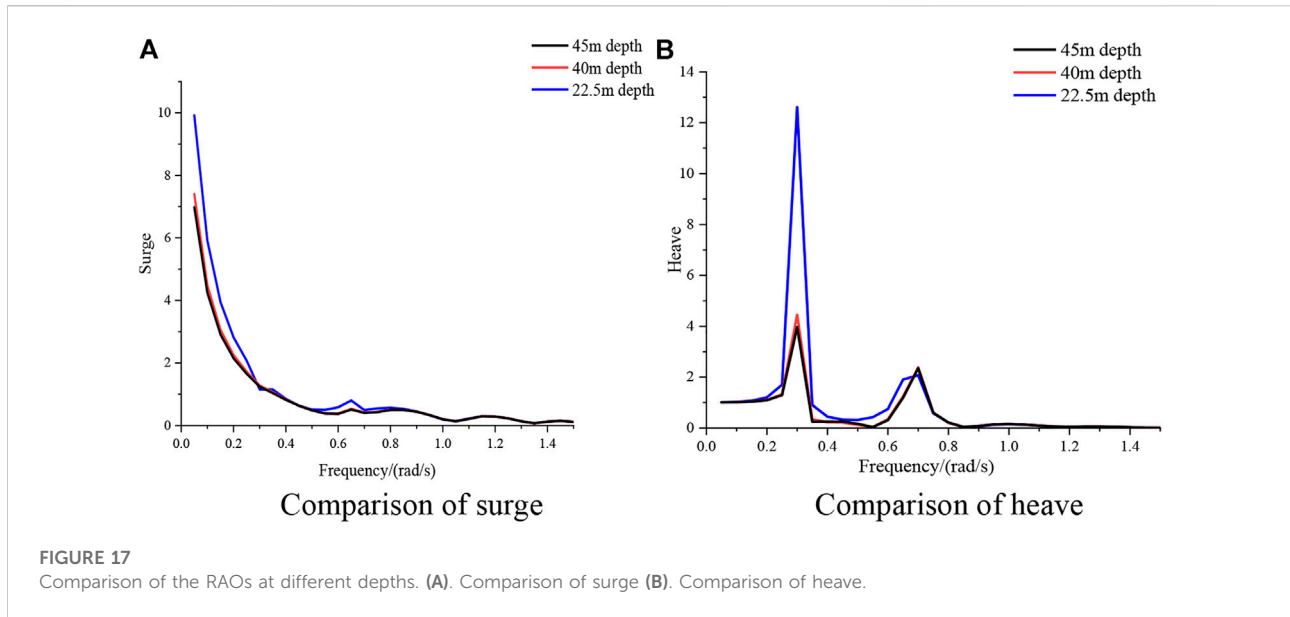 A
45m depth
40m depth
22.5m depth
10
8
6
4
2
0
Surge
0.0 0.2 0.4 0.6 0.8 1.0 1.2 1.4
Frequency/(rad/s)
Comparison of surge
B
45m depth
40m depth
22.5m depth
14
12
10
8
6
4
2
0
Heave
0.0 0.2 0.4 0.6 0.8 1.0 1.2 1.4
Frequency/(rad/s)
Comparison of heave
FIGURE 17
Comparison of the RAOs at different depths. (A). Comparison of surge (B). Comparison of heave.